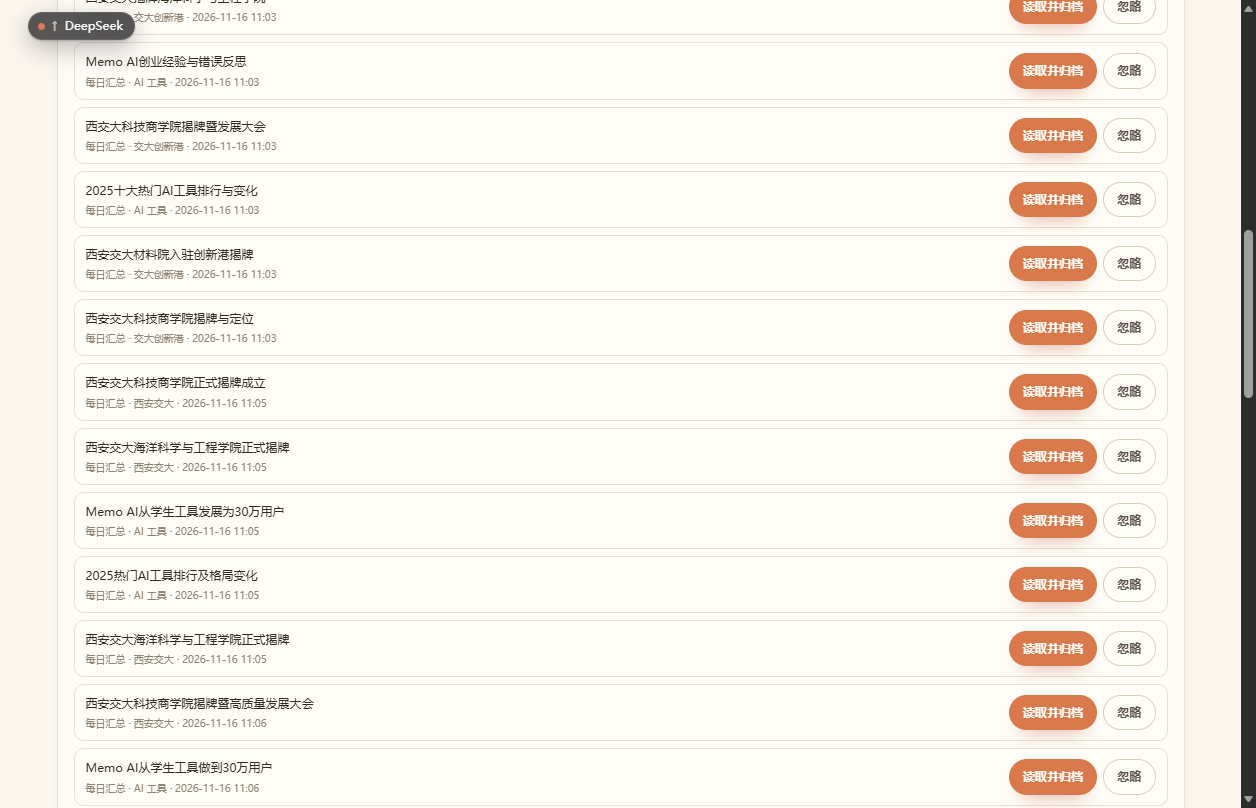 ↑ DeepSeek
交大创新港 · 2026-11-16 11:03
读取并归档
忽略
Memo AI创业经验与错误反思
每日汇总 · AI 工具 · 2026-11-16 11:03
读取并归档
忽略
西交大科技商学院揭牌暨发展大会
每日汇总 · 交大创新港 · 2026-11-16 11:03
读取并归档
忽略
2025十大热门AI工具排行与变化
每日汇总 · AI 工具 · 2026-11-16 11:03
读取并归档
忽略
西安交大材料院入驻创新港揭牌
每日汇总 · 交大创新港 · 2026-11-16 11:03
读取并归档
忽略
西安交大科技商学院揭牌与定位
每日汇总 · 交大创新港 · 2026-11-16 11:03
读取并归档
忽略
西安交大科技商学院正式揭牌成立
每日汇总 · 西安交大 · 2026-11-16 11:05
读取并归档
忽略
西安交大海洋科学与工程学院正式揭牌
每日汇总 · 西安交大 · 2026-11-16 11:05
读取并归档
忽略
Memo AI从学生工具发展为30万用户
每日汇总 · AI 工具 · 2026-11-16 11:05
读取并归档
忽略
2025热门AI工具排行及格局变化
每日汇总 · AI 工具 · 2026-11-16 11:05
读取并归档
忽略
西安交大海洋科学与工程学院正式揭牌
每日汇总 · 西安交大 · 2026-11-16 11:05
读取并归档
忽略
西安交大科技商学院揭牌暨高质量发展大会
每日汇总 · 西安交大 · 2026-11-16 11:06
读取并归档
忽略
Memo AI从学生工具做到30万用户
每日汇总 · AI 工具 · 2026-11-16 11:06
读取并归档
忽略